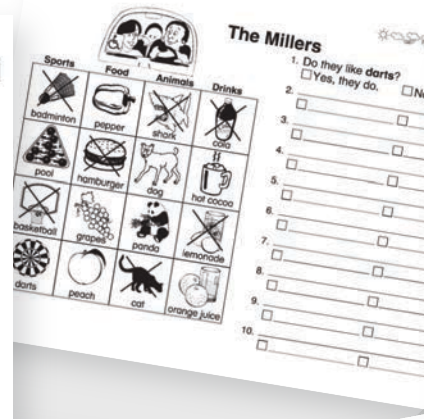 The Millers
Sports Food Animals Drinks
badminton pepper shark cola
pool hamburger dog hot cocoa
basketball grapes panda lemonade
darts peach cat orange juice
1. Do they like darts?
Yes, they do.
2.
3.
4.
5.
6.
7.
8.
9.
10.